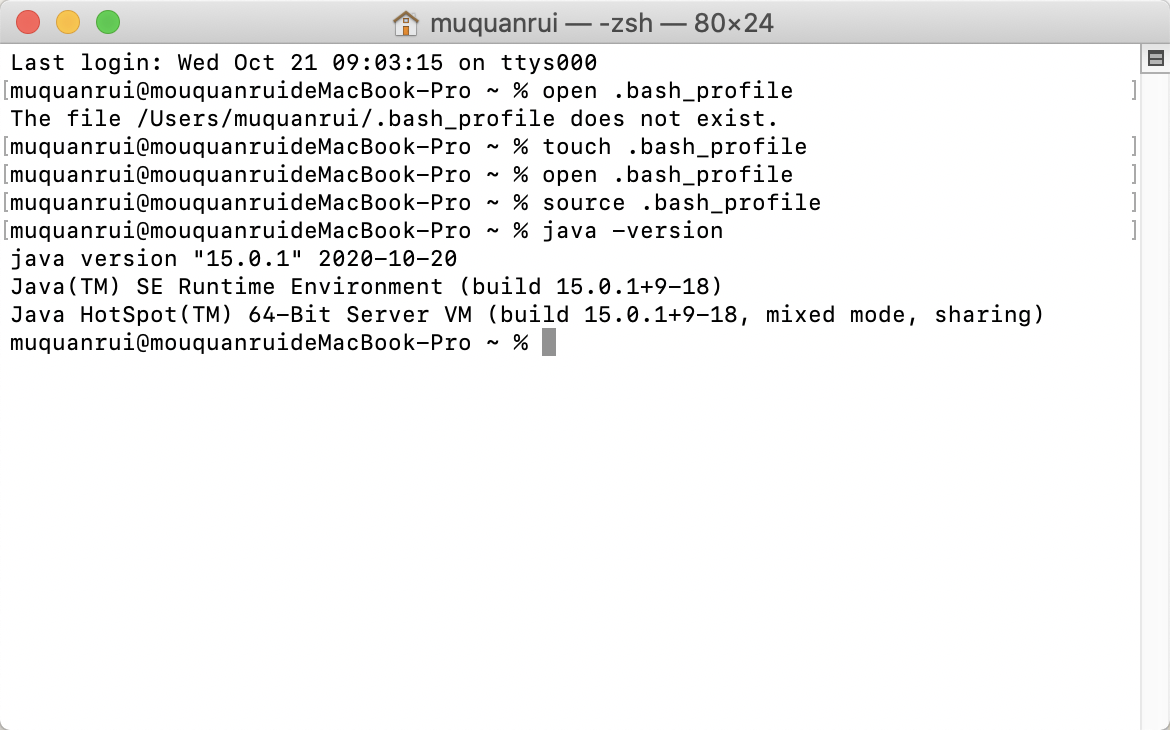 muquanrui — -zsh — 80×24
Last login: Wed Oct 21 09:03:15 on ttys000
[muquanrui@mouquanruideMacBook-Pro ~ % open .bash_profile ]
The file /Users/muquanrui/.bash_profile does not exist.
[muquanrui@mouquanruideMacBook-Pro ~ % touch .bash_profile ]
[muquanrui@mouquanruideMacBook-Pro ~ % open .bash_profile ]
[muquanrui@mouquanruideMacBook-Pro ~ % source .bash_profile ]
[muquanrui@mouquanruideMacBook-Pro ~ % java -version ]
java version "15.0.1" 2020-10-20
Java(TM) SE Runtime Environment (build 15.0.1+9-18)
Java HotSpot(TM) 64-Bit Server VM (build 15.0.1+9-18, mixed mode, sharing)
muquanrui@mouquanruideMacBook-Pro ~ %